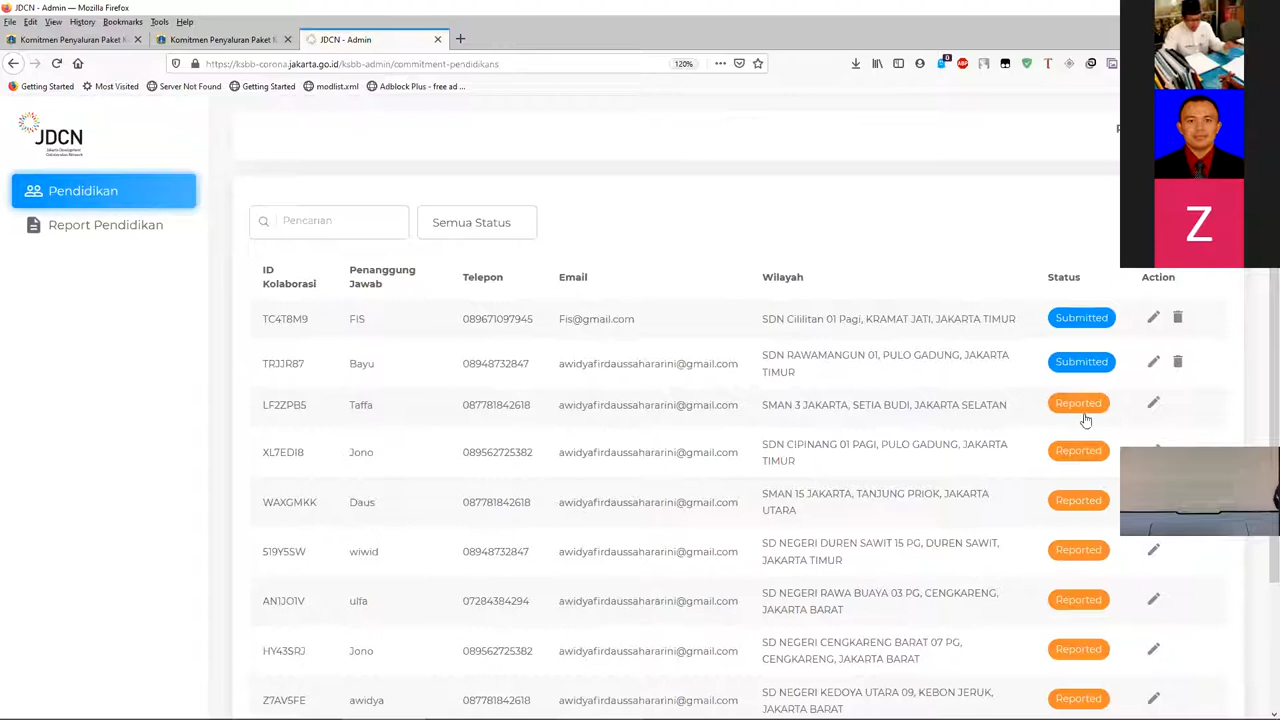 JDCN - Admin — Mozilla Firefox
File Edit View History Bookmarks Tools Help
Komitmen Penyaluran Paket K
Komitmen Penyaluran Paket K
JDCN - Admin
https://ksbb-corona.jakarta.go.id/ksbb-admin/commitment-pendidikans
120%
Getting Started
Most Visited
Server Not Found
Getting Started
modlist.xml
Adblock Plus - free ad ...
JDCN
Jakarta Development
Collaboration Network
Pendidikan
Report Pendidikan
Pencarian
Semua Status
ID Kolaborasi Penanggung Jawab Telepon Email Wilayah Status Action
TC4T8M9 FIS 089671097945 Fis@gmail.com SDN Cililitan 01 Pagi, KRAMAT JATI, JAKARTA TIMUR Submitted
TRJJR87 Bayu 08948732847 awidyafirdaussahararini@gmail.com SDN RAWAMANGUN 01, PULO GADUNG, JAKARTA TIMUR Submitted
LF2ZPB5 Taffa 087781842618 awidyafirdaussahararini@gmail.com SMAN 3 JAKARTA, SETIA BUDI, JAKARTA SELATAN Reported
XL7EDI8 Jono 089562725382 awidyafirdaussahararini@gmail.com SDN CIPINANG 01 PAGI, PULO GADUNG, JAKARTA TIMUR Reported
WAXGMKK Daus 087781842618 awidyafirdaussahararini@gmail.com SMAN 15 JAKARTA, TANJUNG PRIOK, JAKARTA UTARA Reported
519Y5SW wiwid 08948732847 awidyafirdaussahararini@gmail.com SD NEGERI DUREN SAWIT 15 PG, DUREN SAWIT, JAKARTA TIMUR Reported
AN1JO1V ulfa 07284384294 awidyafirdaussahararini@gmail.com SD NEGERI RAWA BUAYA 03 PG, CENGKARENG, JAKARTA BARAT Reported
HY43SRJ Jono 089562725382 awidyafirdaussahararini@gmail.com SD NEGERI CENGKARENG BARAT 07 PG, CENGKARENG, JAKARTA BARAT Reported
Z7AV5FE awidya 087781842618 awidyafirdaussahararini@gmail.com SD NEGERI KEDOYA UTARA 09, KEBON JERUK, JAKARTA BARAT Reported
Z